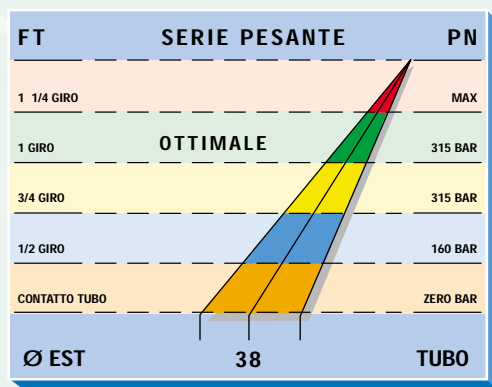 FT SERIE PESANTE PN
1 1/4 GIRO MAX
1 GIRO OTTIMALE 315 BAR
3/4 GIRO 315 BAR
1/2 GIRO 160 BAR
CONTATTO TUBO ZERO BAR
Ø EST 38 TUBO